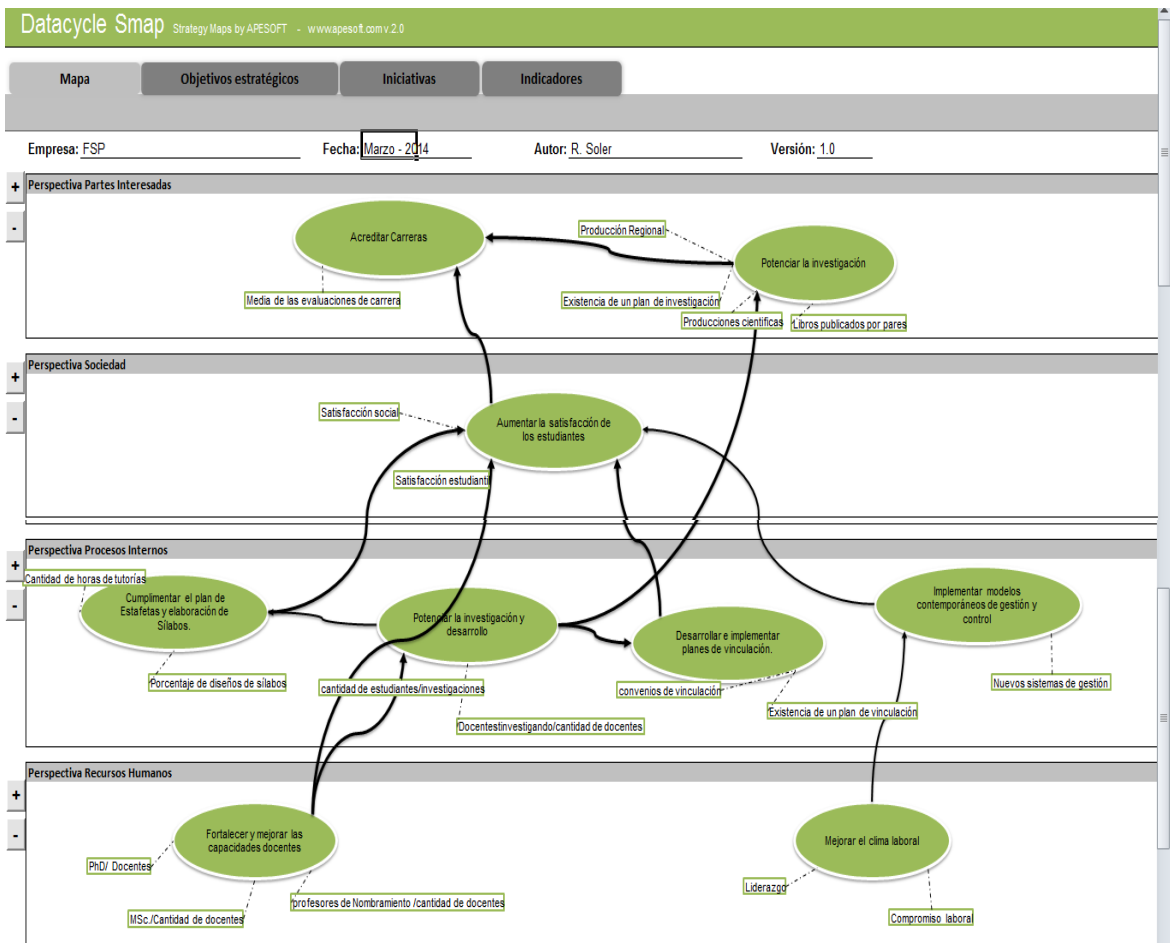 Datacycle Smap Strategy Maps by APESOFT - www.apesoft.com v.2.0
Mapa Objetivos estratégicos Iniciativas Indicadores
Empresa: FSP Fecha: Marzo - 2014 Autor: R. Soler Versión: 1.0
+
-
Perspectiva Partes Interesadas
Acreditar Carreras
Producción Regional
Potenciar la investigación
Media de las evaluaciones de carrera
Existencia de un plan de investigación
Producciones cientificas
Libros publicados por pares
+
-
Perspectiva Sociedad
Satisfacción social
Aumentar la satisfacción de
los estudiantes
Satisfacción estudiantil
+
-
Perspectiva Procesos Internos
Cantidad de horas de tutorías
Cumplimentar el plan de
Estafetas y elaboración de
Sílabos.
Potenciar la investigación y
desarrollo
Desarrollar e implementar
planes de vinculación.
Implementar modelos
contemporáneos de gestión y
control
Porcentaje de diseños de sílabos
cantidad de estudiantes/investigaciones
Docentestinvestigando/cantidad de docentes
convenios de vinculación
Existencia de un plan de vinculación
Nuevos sistemas de gestión
+
-
Perspectiva Recursos Humanos
Fortalecer y mejorar las
capacidades docentes
Mejorar el clima laboral
PhD/ Docentes
MSc./Cantidad de docentes
profesores de Nombramiento /cantidad de docentes
Liderazgo
Compromiso laboral